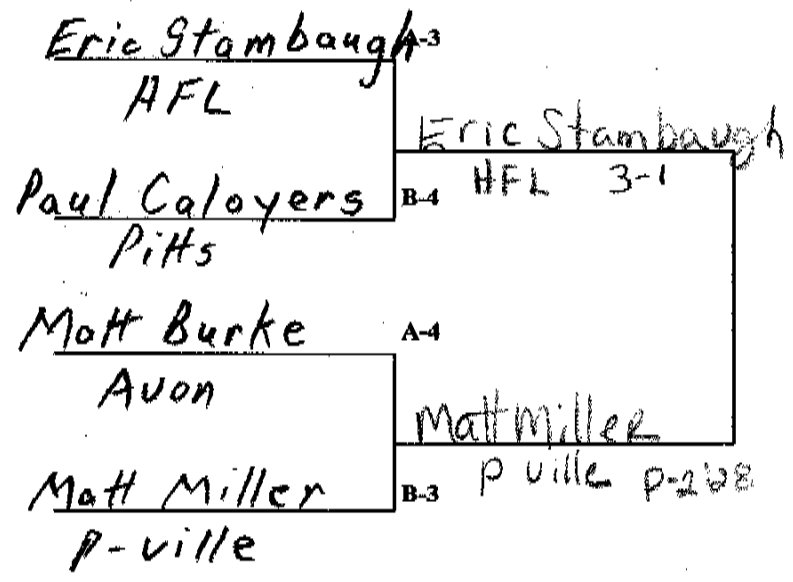 Eric Stambaugh A-3
HFL
Eric Stambaugh
HFL 3-1
Paul Caloyers B-4
Pitts
Matt Burke A-4
Avon
Matt Miller
P ville P-2:28
Matt Miller B-3
P-ville